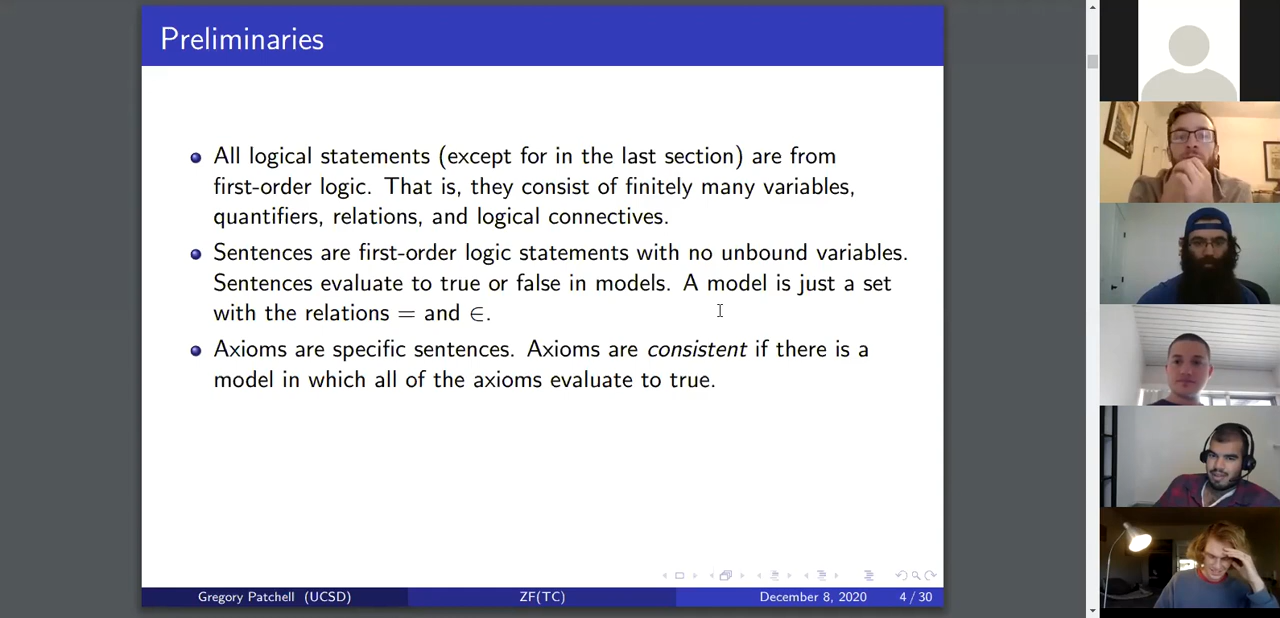 Preliminaries
All logical statements (except for in the last section) are from
first-order logic. That is, they consist of finitely many variables,
quantifiers, relations, and logical connectives.
Sentences are first-order logic statements with no unbound variables.
Sentences evaluate to true or false in models. A model is just a set
with the relations = and ∈.
Axioms are specific sentences. Axioms are consistent if there is a
model in which all of the axioms evaluate to true.
Gregory Patchell (UCSD) ZF(TC) December 8, 2020 4 / 30